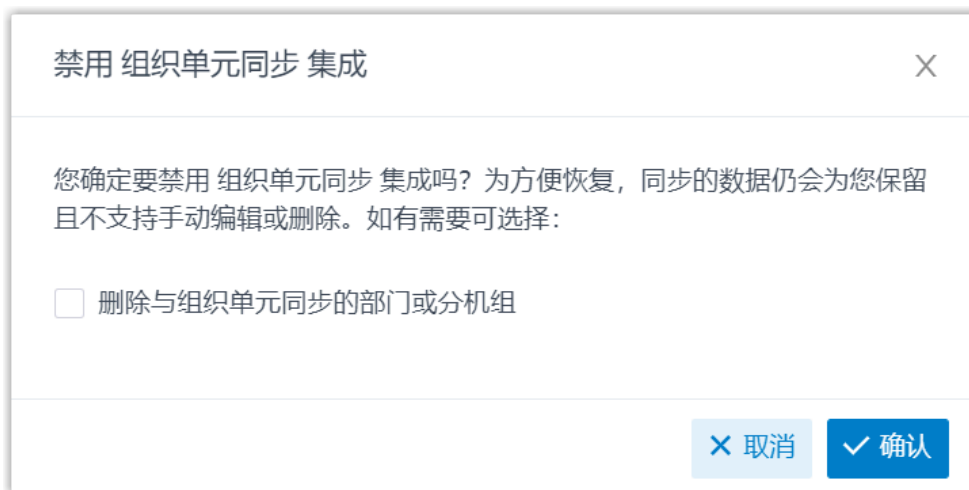 禁用 组织单元同步 集成
您确定要禁用 组织单元同步 集成吗？为方便恢复，同步的数据仍会为您保留
且不支持手动编辑或删除。如有需要可选择：
删除与组织单元同步的部门或分机组
取消
确认